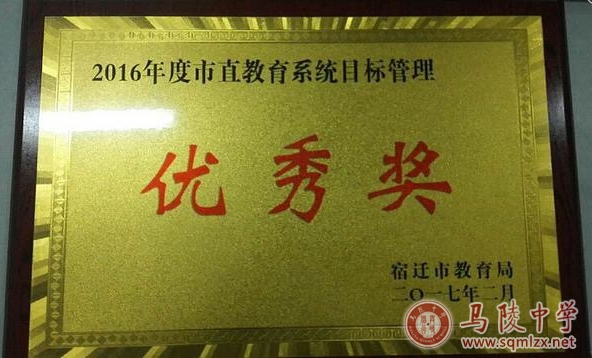 2016年度市直教育系统目标管理
优秀奖
宿迁市教育局
二〇一七年二月
马陵中学
www.sqmlzx.net